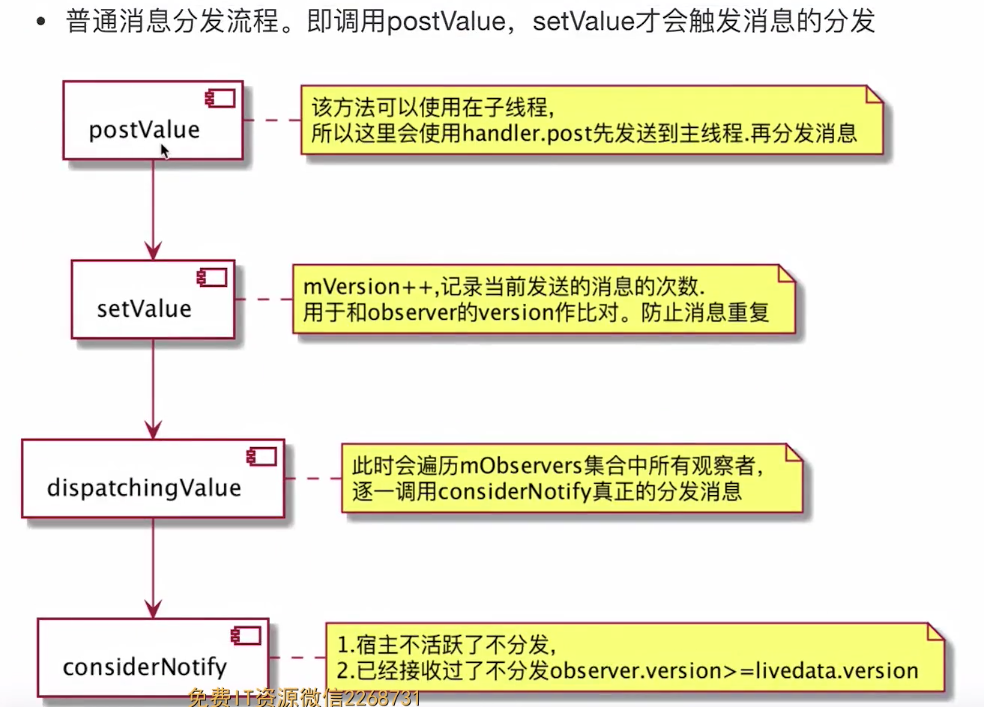 普通消息分发流程。即调用postValue，setValue才会触发消息的分发
postValue
该方法可以使用在子线程，
所以这里会使用handler.post先发送到主线程.再分发消息
setValue
mVersion++,记录当前发送的消息的次数.
用于和observer的version作比对。防止消息重复
dispatchingValue
此时会遍历mObservers集合中所有观察者，
逐一调用considerNotify真正的分发消息
considerNotify
1.宿主不活跃了不分发，
2.已经接收过了不分发observer.version>=livedata.version
免费IT资源微信2268731